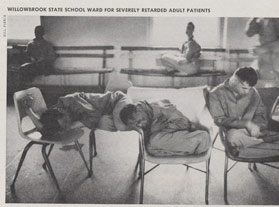 WILLOWBROOK STATE SCHOOL WARD FOR SEVERELY RETARDED ADULT PATIENTS